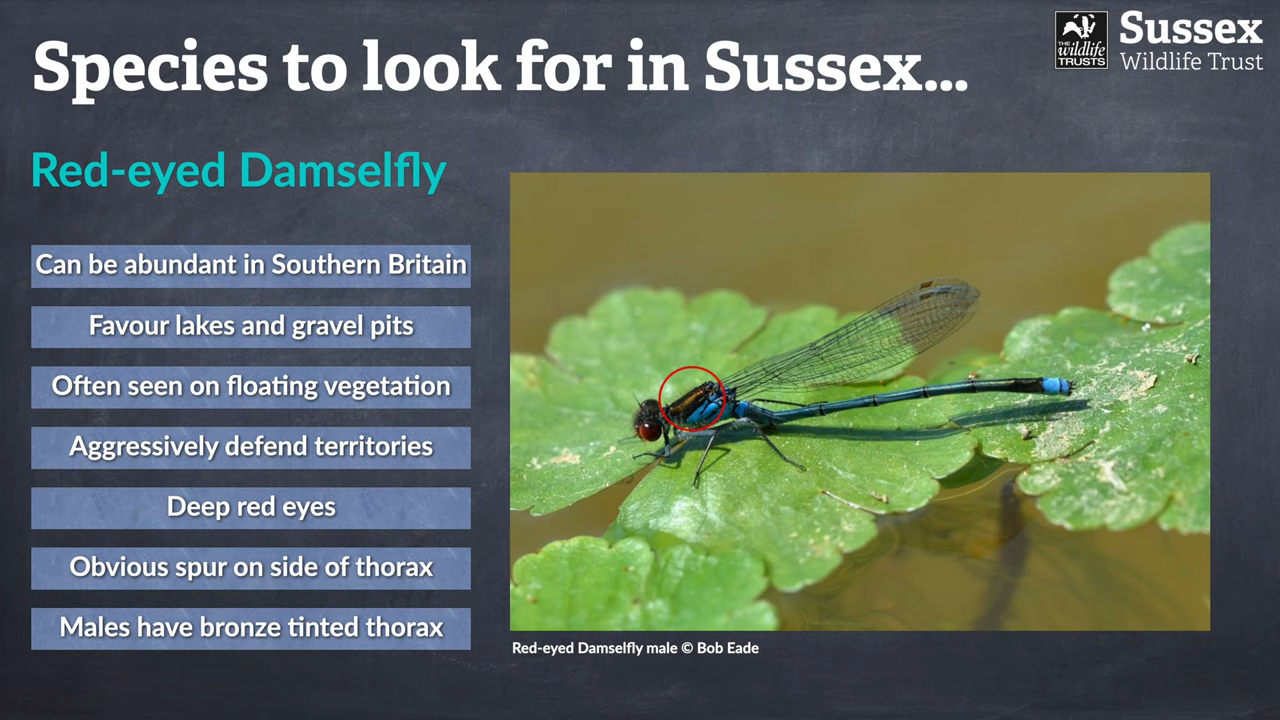 Species to look for in Sussex...
THE
wildlife
TRUSTS
Sussex
Wildlife Trust
Red-eyed Damselfly
Can be abundant in Southern Britain
Favour lakes and gravel pits
Often seen on floating vegetation
Aggressively defend territories
Deep red eyes
Obvious spur on side of thorax
Males have bronze tinted thorax
Red-eyed Damselfly male © Bob Eade